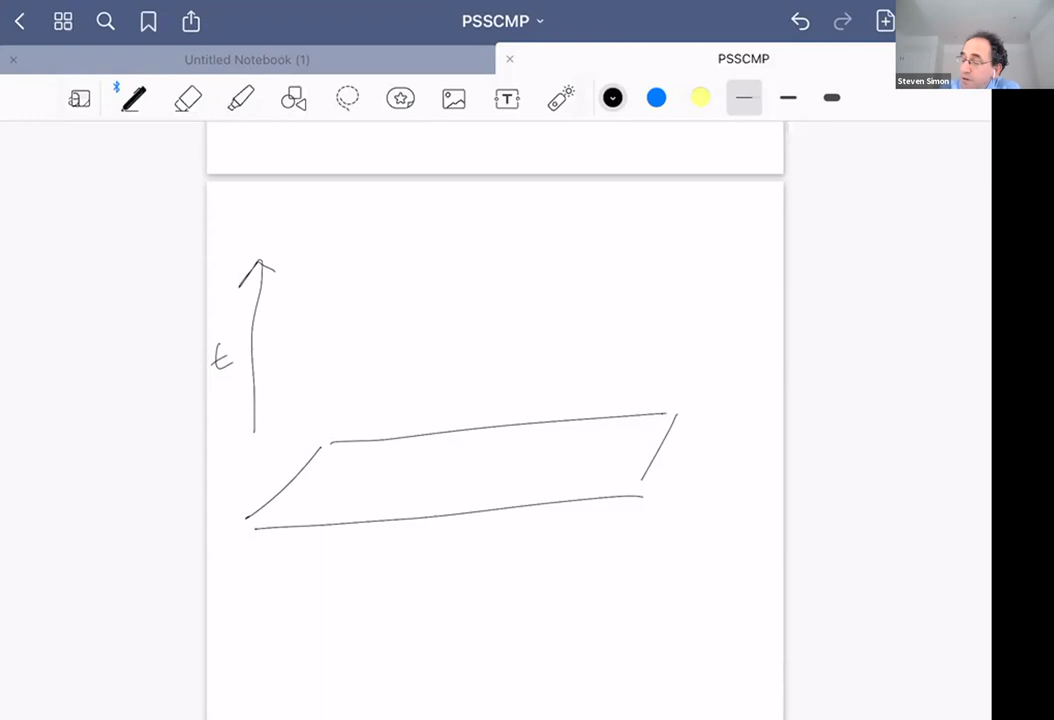 PSSCMP
Untitled Notebook (1)
PSSCMP
Steven Simon
T
t